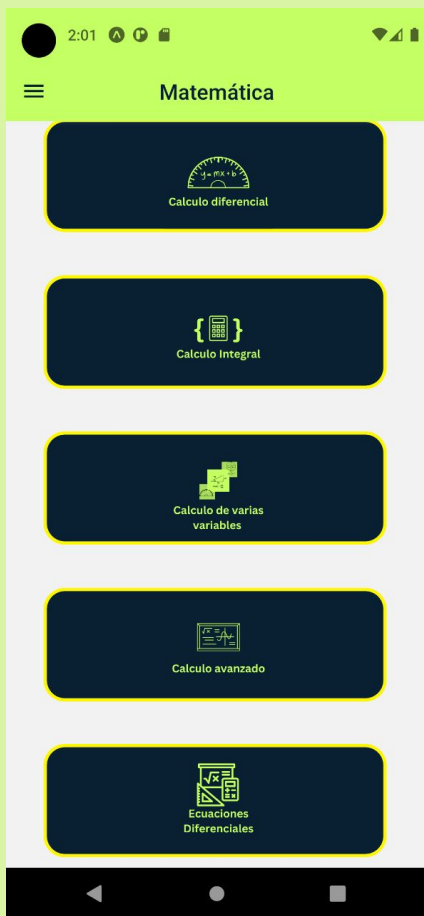 2:01
Matemática
y=mx+b
Calculo diferencial
Calculo Integral
Calculo de varias
variables
Calculo avanzado
Ecuaciones
Diferenciales